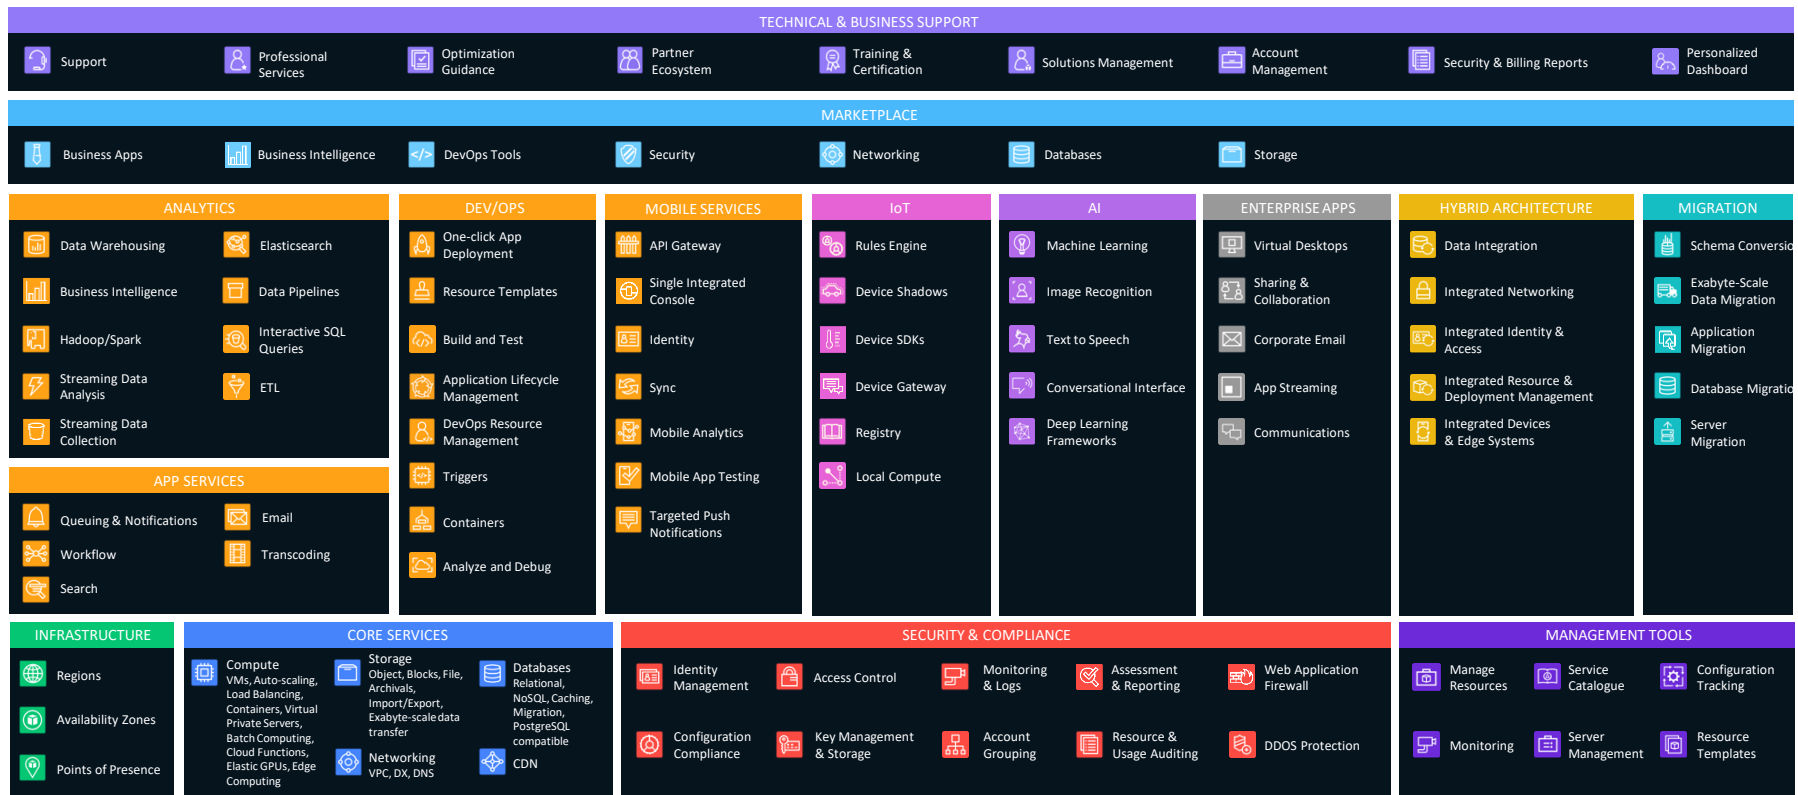 TECHNICAL & BUSINESS SUPPORT
Support
Professional
Services
Optimization
Guidance
Partner
Ecosystem
Training &
Certification
Solutions Management
Account
Management
Security & Billing Reports
Personalized
Dashboard
MARKETPLACE
Business Apps
Business Intelligence
DevOps Tools
Security
Networking
Databases
Storage
ANALYTICS
Data Warehousing
Business Intelligence
Hadoop/Spark
Streaming Data
Analysis
Streaming Data
Collection
Elasticsearch
Data Pipelines
Interactive SQL
Queries
ETL
APP SERVICES
Queuing & Notifications
Workflow
Search
Email
Transcoding
DEV/OPS
One-click App
Deployment
Resource Templates
Build and Test
Application Lifecycle
Management
DevOps Resource
Management
Triggers
Containers
Analyze and Debug
MOBILE SERVICES
API Gateway
Single Integrated
Console
Identity
Sync
Mobile Analytics
Mobile App Testing
Targeted Push
Notifications
IoT
Rules Engine
Device Shadows
Device SDKs
Device Gateway
Registry
Local Compute
AI
Machine Learning
Image Recognition
Text to Speech
Conversational Interface
Deep Learning
Frameworks
ENTERPRISE APPS
Virtual Desktops
Sharing &
Collaboration
Corporate Email
App Streaming
Communications
HYBRID ARCHITECTURE
Data Integration
Integrated Networking
Integrated Identity &
Access
Integrated Resource &
Deployment Management
Integrated Devices
& Edge Systems
MIGRATION
Schema Conversio
Exabyte-Scale
Data Migration
Application
Migration
Database Migratio
Server
Migration
INFRASTRUCTURE
Regions
Availability Zones
Points of Presence
CORE SERVICES
Compute
VMs, Auto-scaling,
Load Balancing,
Containers, Virtual
Private Servers,
Batch Computing,
Cloud Functions,
Elastic GPUs, Edge
Computing
Storage
Object, Blocks, File,
Archivals,
Import/Export,
Exabyte-scale data
transfer
Databases
Relational,
NoSQL, Caching,
Migration,
PostgreSQL
compatible
Networking
VPC, DX, DNS
CDN
SECURITY & COMPLIANCE
Identity
Management
Access Control
Monitoring
& Logs
Assessment
& Reporting
Web Application
Firewall
Configuration
Compliance
Key Management
& Storage
Account
Grouping
Resource &
Usage Auditing
DDOS Protection
MANAGEMENT TOOLS
Manage
Resources
Service
Catalogue
Configuration
Tracking
Monitoring
Server
Management
Resource
Templates